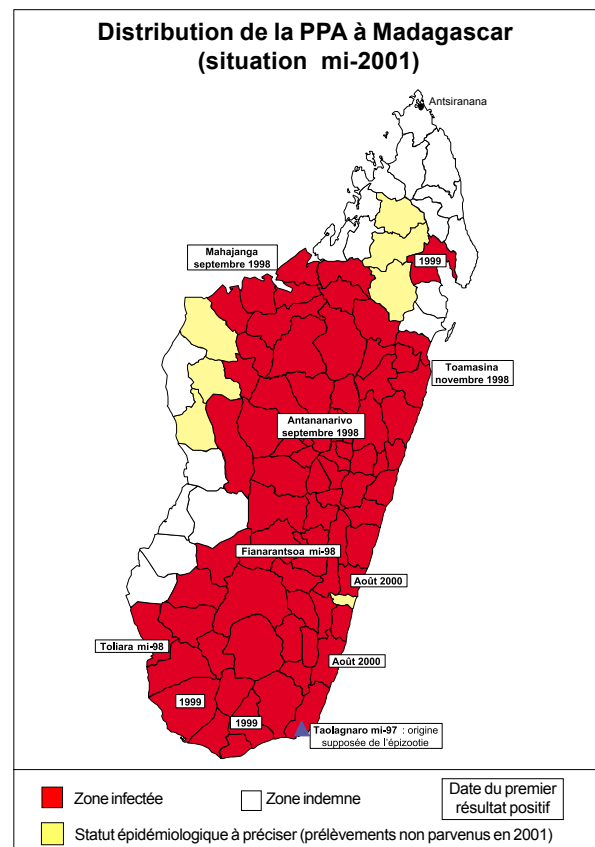 Distribution de la PPA à Madagascar
(situation mi-2001)
Antsiranana
Mahajanga
septembre 1998
1999
Toamasina
novembre 1998
Antananarivo
septembre 1998
Fianarantsoa mi-98
Août 2000
Toliara mi-98
Août 2000
1999
1999
Taolagnaro mi-97 : origine
supposée de l'épizootie
Zone infectée
Zone indemne
Date du premier
résultat positif
Statut épidémiologique à préciser (prélèvements non parvenus en 2001)